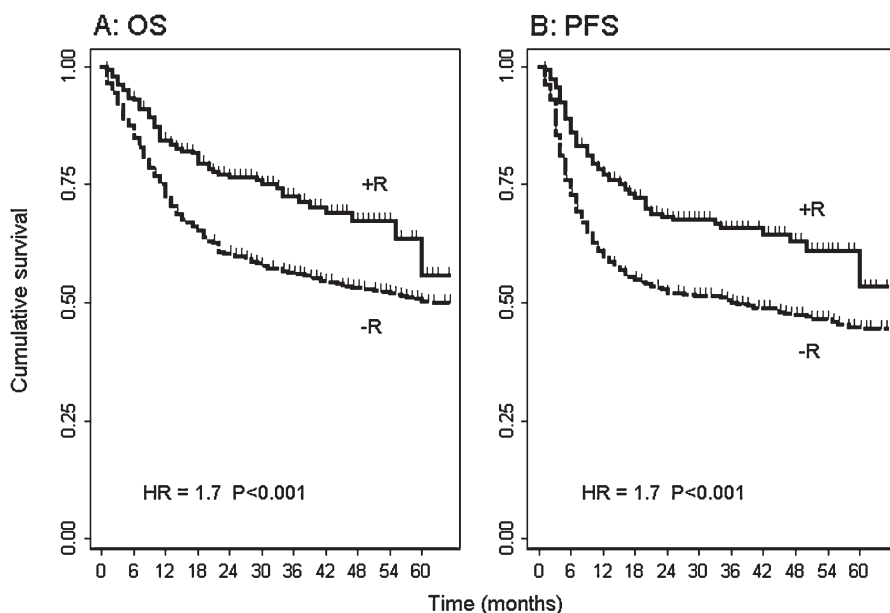 A: OS
B: PFS
Cumulative survival
1.00
0.75
0.50
0.25
0.00
+R
-R
HR = 1.7 P<0.001
0 6 12 18 24 30 36 42 48 54 60
1.00
0.75
0.50
0.25
0.00
+R
-R
HR = 1.7 P<0.001
0 6 12 18 24 30 36 42 48 54 60
Time (months)